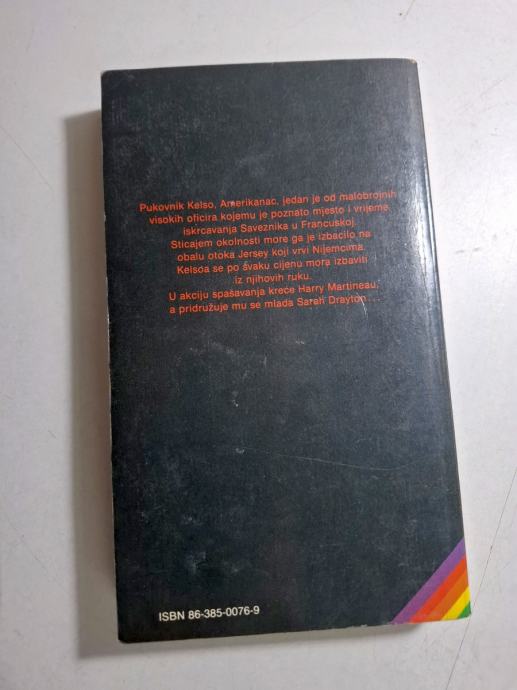 Pukovnik Kelso, Amerikanac, jedan je od malobrojnih
visokih oficira kojemu je poznato mjesto i vrijeme
iskrcavanja Saveznika u Francuskoj.
Sticajem okolnosti more ga je izbacilo na
obalu otoka Jersey koji vrvi Nijemcima.
Kelsoa se po švaku cijenu mora izbaviti
iz njihovih ruku.
U akciju spašavanja kreće Harry Martineau,
a pridružuje mu se mlada Sarah Drayton...
ISBN 86-385-0076-9